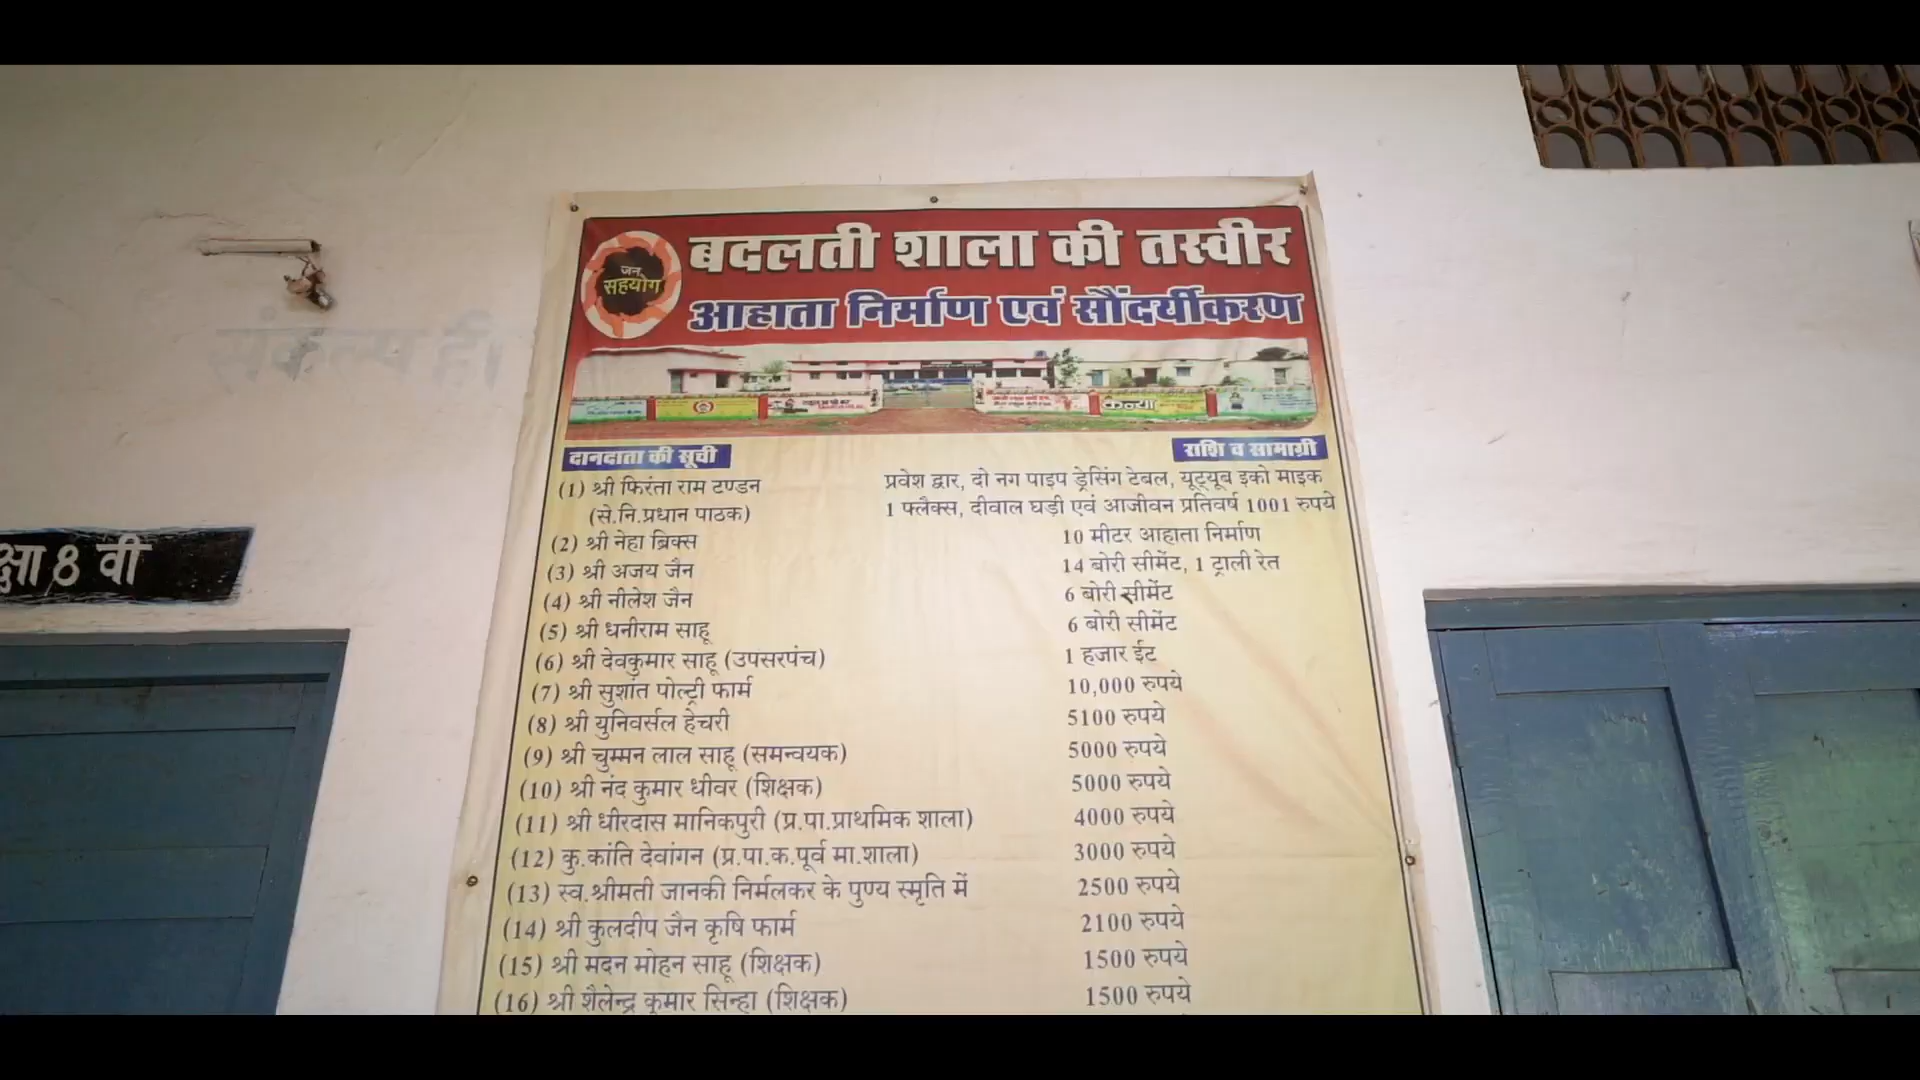 बदलती शाला की तस्वीर
जन
सहयोग
आहाता निर्माण एवं सौंदर्यीकरण
कन्या
दानदाता की सूची राशि व सामाग्री
(1) श्री फिरंता राम टण्डन प्रवेश द्वार, दो नग पाइप ड्रेसिंग टेबल, यूट्यूब इको माइक
(से.नि.प्रधान पाठक) 1 फ्लैक्स, दीवाल घड़ी एवं आजीवन प्रतिवर्ष 1001 रुपये
(2) श्री नेहा ब्रिक्स 10 मीटर आहाता निर्माण
(3) श्री अजय जैन 14 बोरी सीमेंट, 1 ट्राली रेत
(4) श्री नीलेश जैन 6 बोरी सीमेंट
(5) श्री धनीराम साहू 6 बोरी सीमेंट
(6) श्री देवकुमार साहू (उपसरपंच) 1 हजार ईट
(7) श्री सुशांत पोल्ट्री फार्म 10,000 रुपये
(8) श्री युनिवर्सल हेचरी 5100 रुपये
(9) श्री चुम्मन लाल साहू (समन्वयक) 5000 रुपये
(10) श्री नंद कुमार धीवर (शिक्षक) 5000 रुपये
(11) श्री धीरदास मानिकपुरी (प्र.पा.प्राथमिक शाला) 4000 रुपये
(12) कु.कांति देवांगन (प्र.पा.क.पूर्व मा.शाला) 3000 रुपये
(13) स्व.श्रीमती जानकी निर्मलकर के पुण्य स्मृति में 2500 रुपये
(14) श्री कुलदीप जैन कृषि फार्म 2100 रुपये
(15) श्री मदन मोहन साहू (शिक्षक) 1500 रुपये
(16) श्री शैलेन्द्र कुमार सिन्हा (शिक्षक) 1500 रुपये
संकल्प है।
क्षा 8 वी